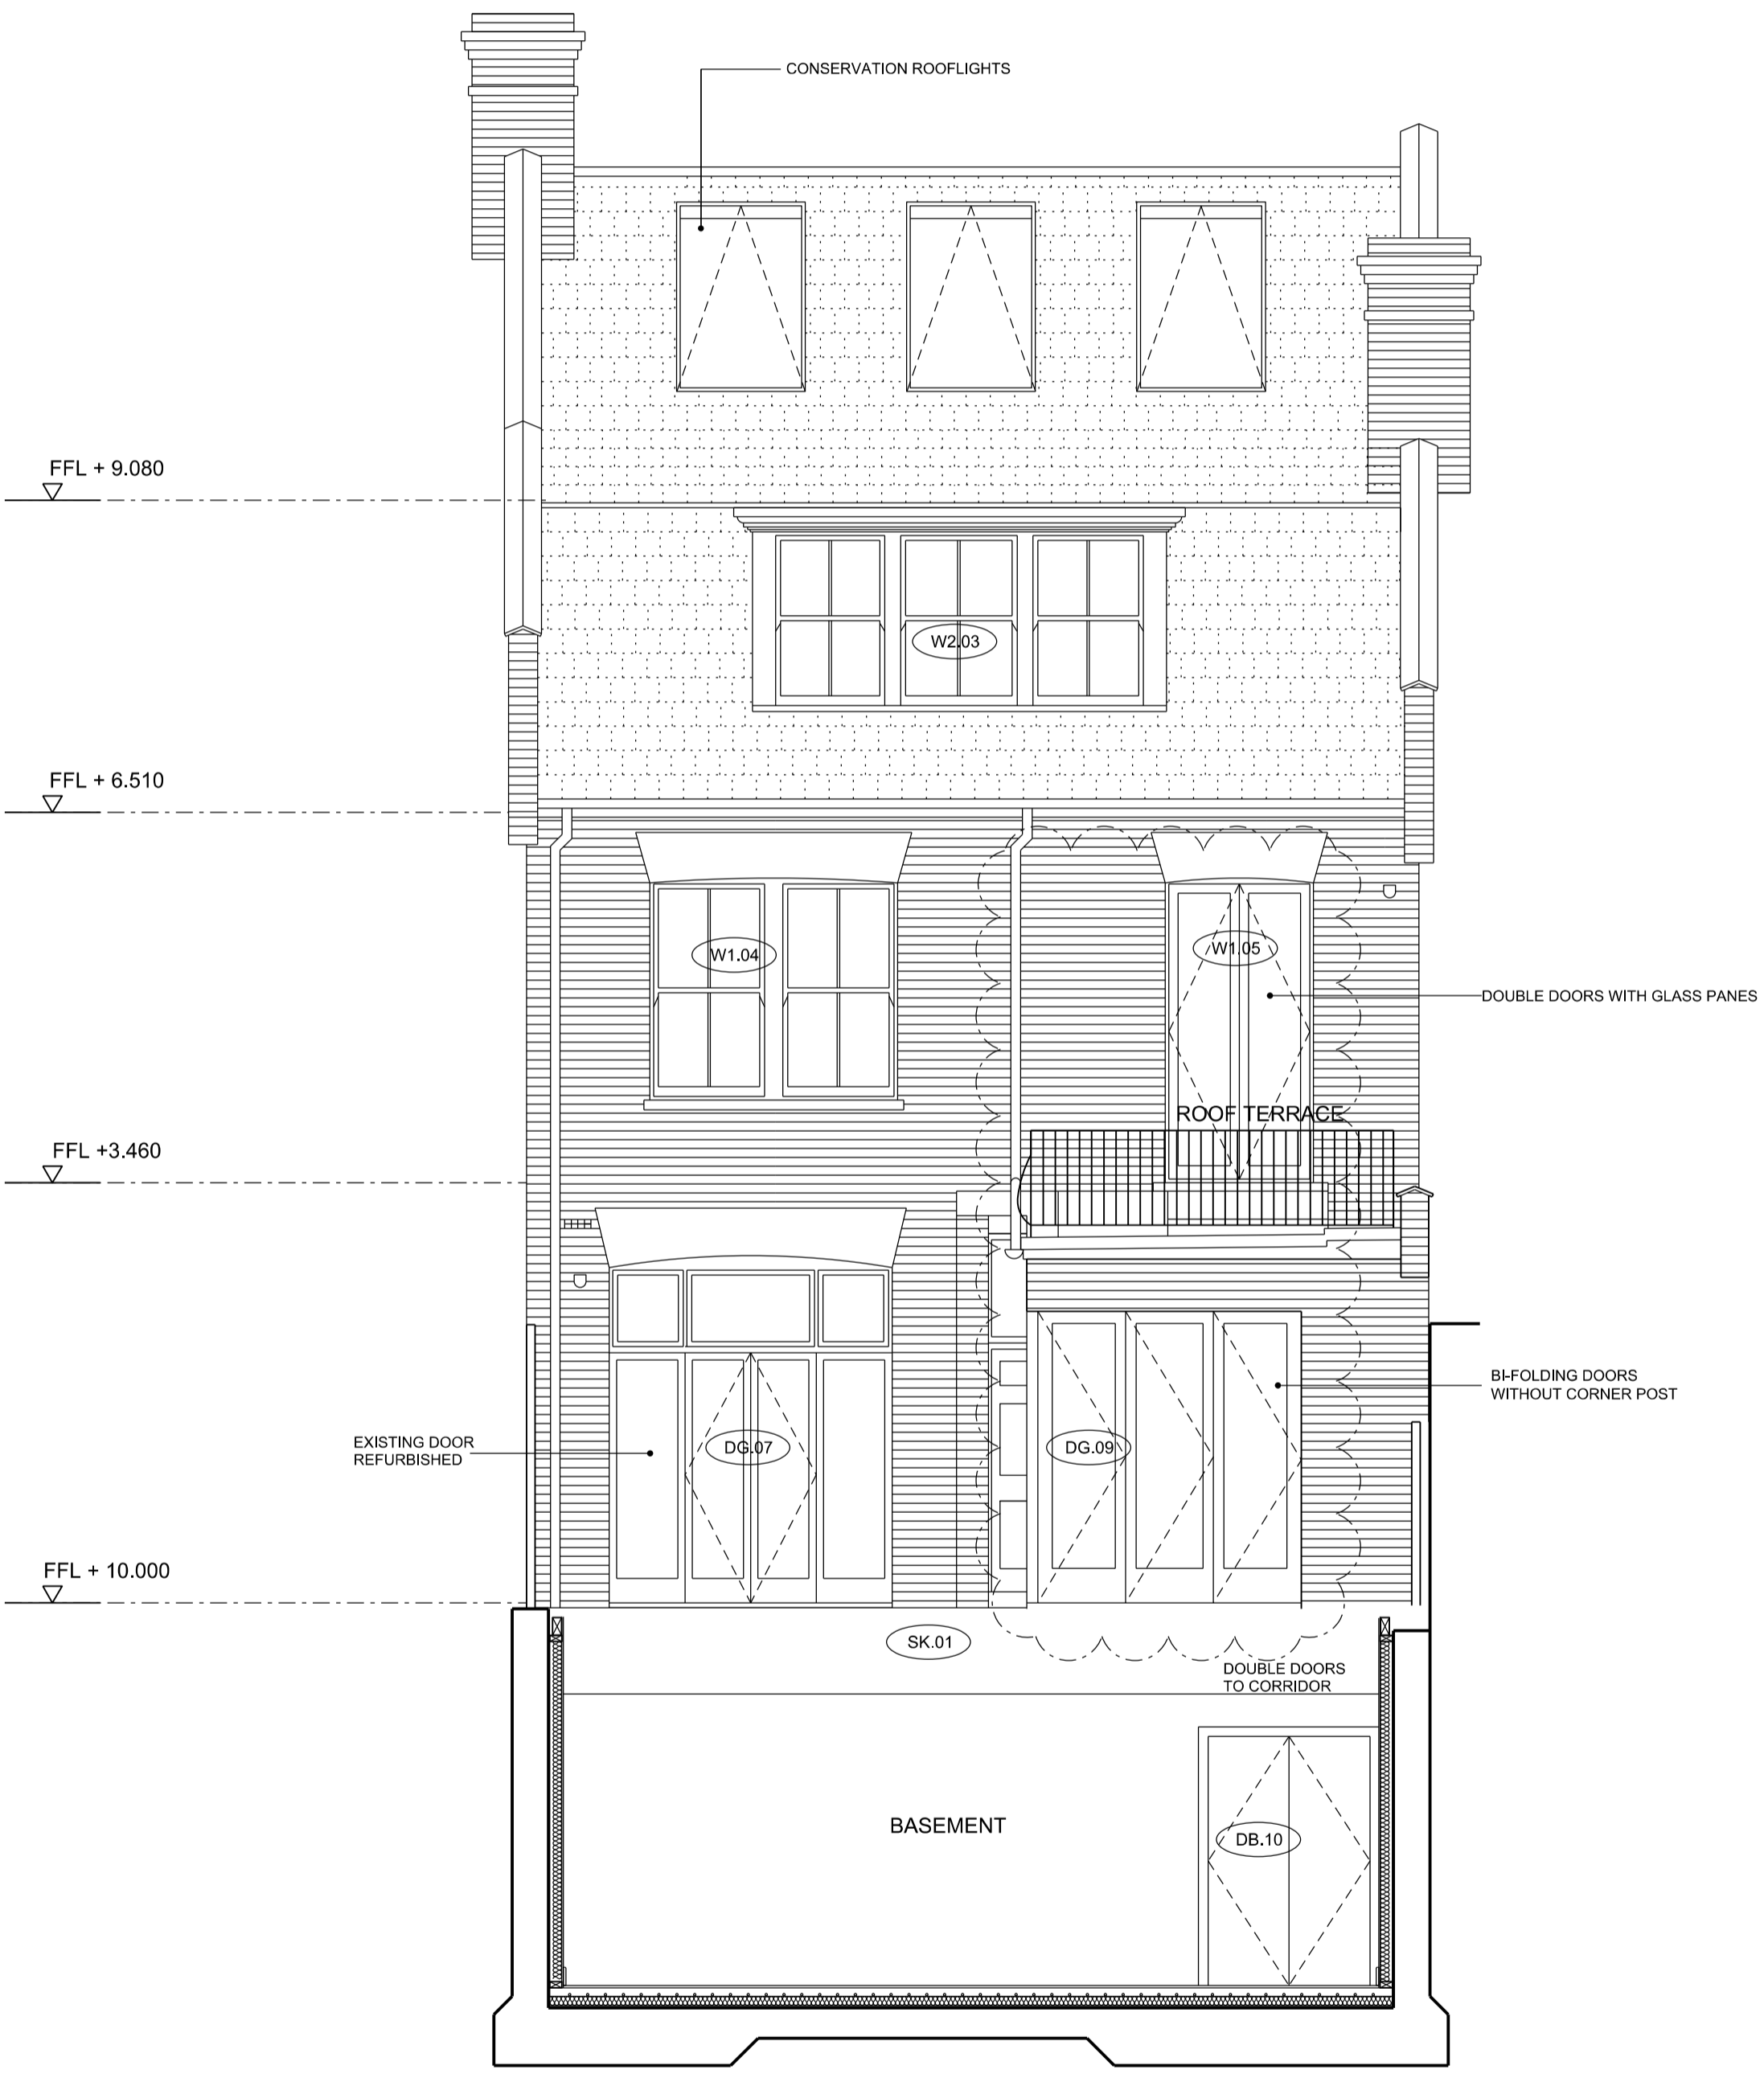 CONSERVATION ROOFLIGHTS
FFL + 9.080
W2.03
FFL + 6.510
W1.04
W1.05
DOUBLE DOORS WITH GLASS PANES
ROOF TERRACE
FFL +3.460
BI-FOLDING DOORS
WITHOUT CORNER POST
EXISTING DOOR
REFURBISHED
DG.07
DG.09
FFL + 10.000
SK.01
DOUBLE DOORS
TO CORRIDOR
BASEMENT
DB.10